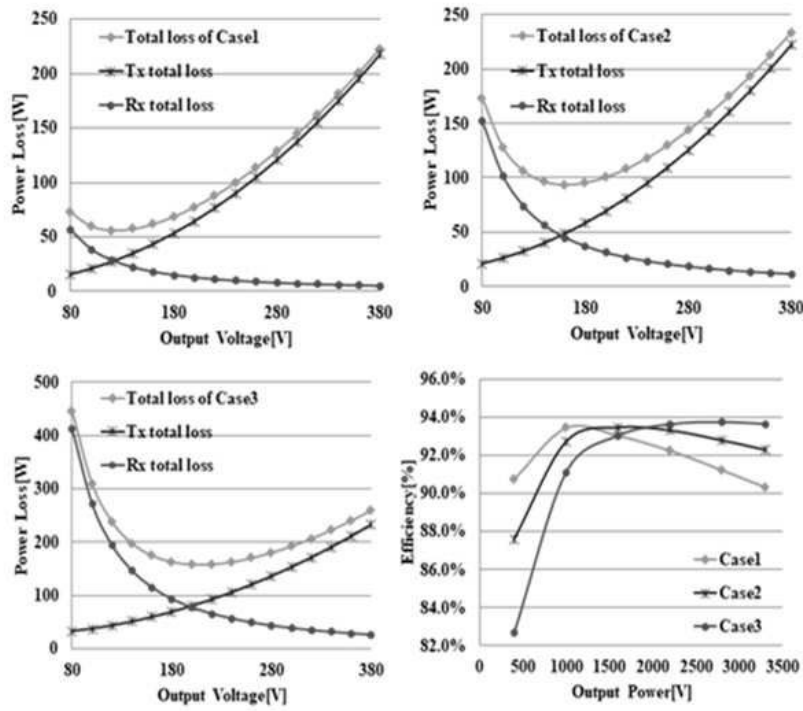 250
200
150
100
50
0
Power Loss[W]
Total loss of Case1
Tx total loss
Rx total loss
80 180 280 380
Output Voltage[V]
250
200
150
100
50
0
Power Loss[W]
Total loss of Case2
Tx total loss
Rx total loss
80 180 280 380
Output Voltage[V]
500
400
300
200
100
0
Power Loss[W]
Total loss of Case3
Tx total loss
Rx total loss
80 180 280 380
Output Voltage[V]
96.0%
94.0%
92.0%
90.0%
88.0%
86.0%
84.0%
82.0%
Efficiency[%]
Case1
Case2
Case3
0 500 1000 1500 2000 2500 3000 3500
Output Power[V]